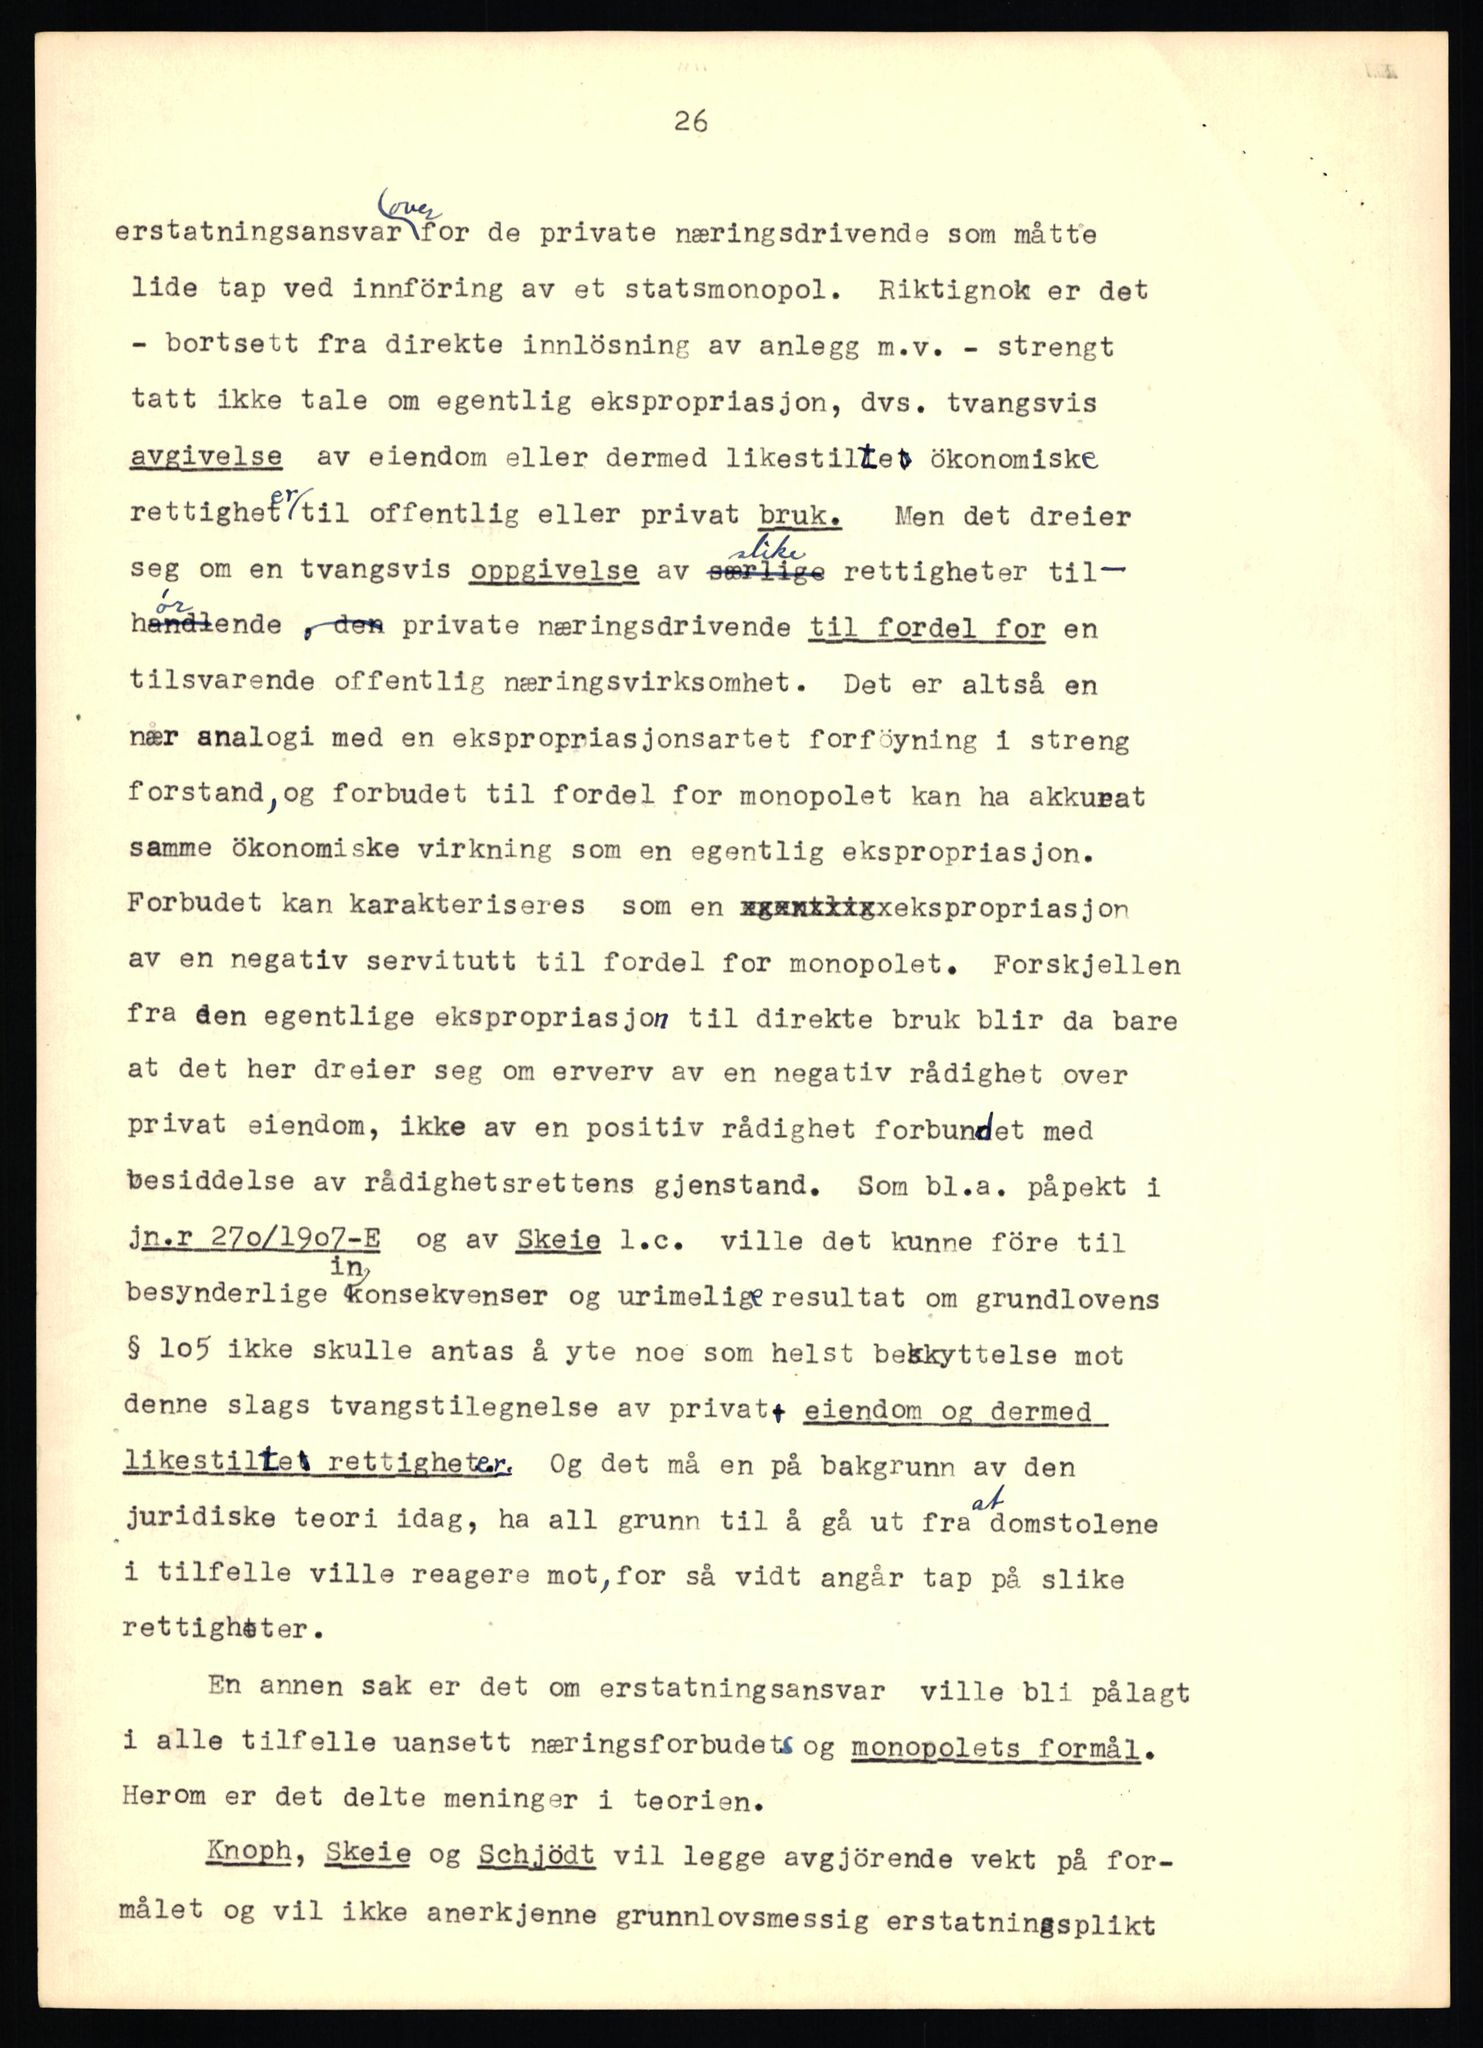 26
erstatningsansvar overfor de private næringsdrivende som måtte
lide tap ved innföring av et statsmonopol. Riktignok er det
- bortsett fra direkte innlösning av anlegg m.v. - strengt
tatt ikke tale om egentlig ekspropriasjon, dvs. tvangsvis
avgivelse av eiendom eller dermed likestilte ökonomiske
rettigheter til offentlig eller privat bruk. Men det dreier
seg om en tvangsvis oppgivelse av særlige slike rettigheter til-
hörende , den private næringsdrivende til fordel for en
tilsvarende offentlig næringsvirksomhet. Det er altså en
nær analogi med en ekspropriasjonsartet forföyning i streng
forstand, og forbudet til fordel for monopolet kan ha akkurat
samme ökonomiske virkning som en egentlig ekspropriasjon.
Forbudet kan karakteriseres som en egentlig ekspropriasjon
av en negativ servitutt til fordel for monopolet. Forskjellen
fra den egentlige ekspropriasjon til direkte bruk blir da bare
at det her dreier seg om erverv av en negativ rådighet over
privat eiendom, ikke av en positiv rådighet forbundet med
besiddelse av rådighetsrettens gjenstand. Som bl.a. påpekt i
jn.r 27o/19o7-E og av Skeie l.c. ville det kunne före til
besynderlige inkonsekvenser og urimelige resultat om grundlovens
§ 1o5 ikke skulle antas å yte noe som helst beskyttelse mot
denne slags tvangstilegnelse av privat eiendom og dermed
likestilte rettigheter. Og det må en på bakgrunn av den
juridiske teori idag, ha all grunn til å gå ut fra at domstolene
i tilfelle ville reagere mot, for så vidt angår tap på slike
rettigheter.
En annen sak er det om erstatningsansvar ville bli pålagt
i alle tilfelle uansett næringsforbudets og monopolets formål.
Herom er det delte meninger i teorien.
Knoph, Skeie og Schjödt vil legge avgjörende vekt på for-
målet og vil ikke anerkjenne grunnlovsmessig erstatningsplikt